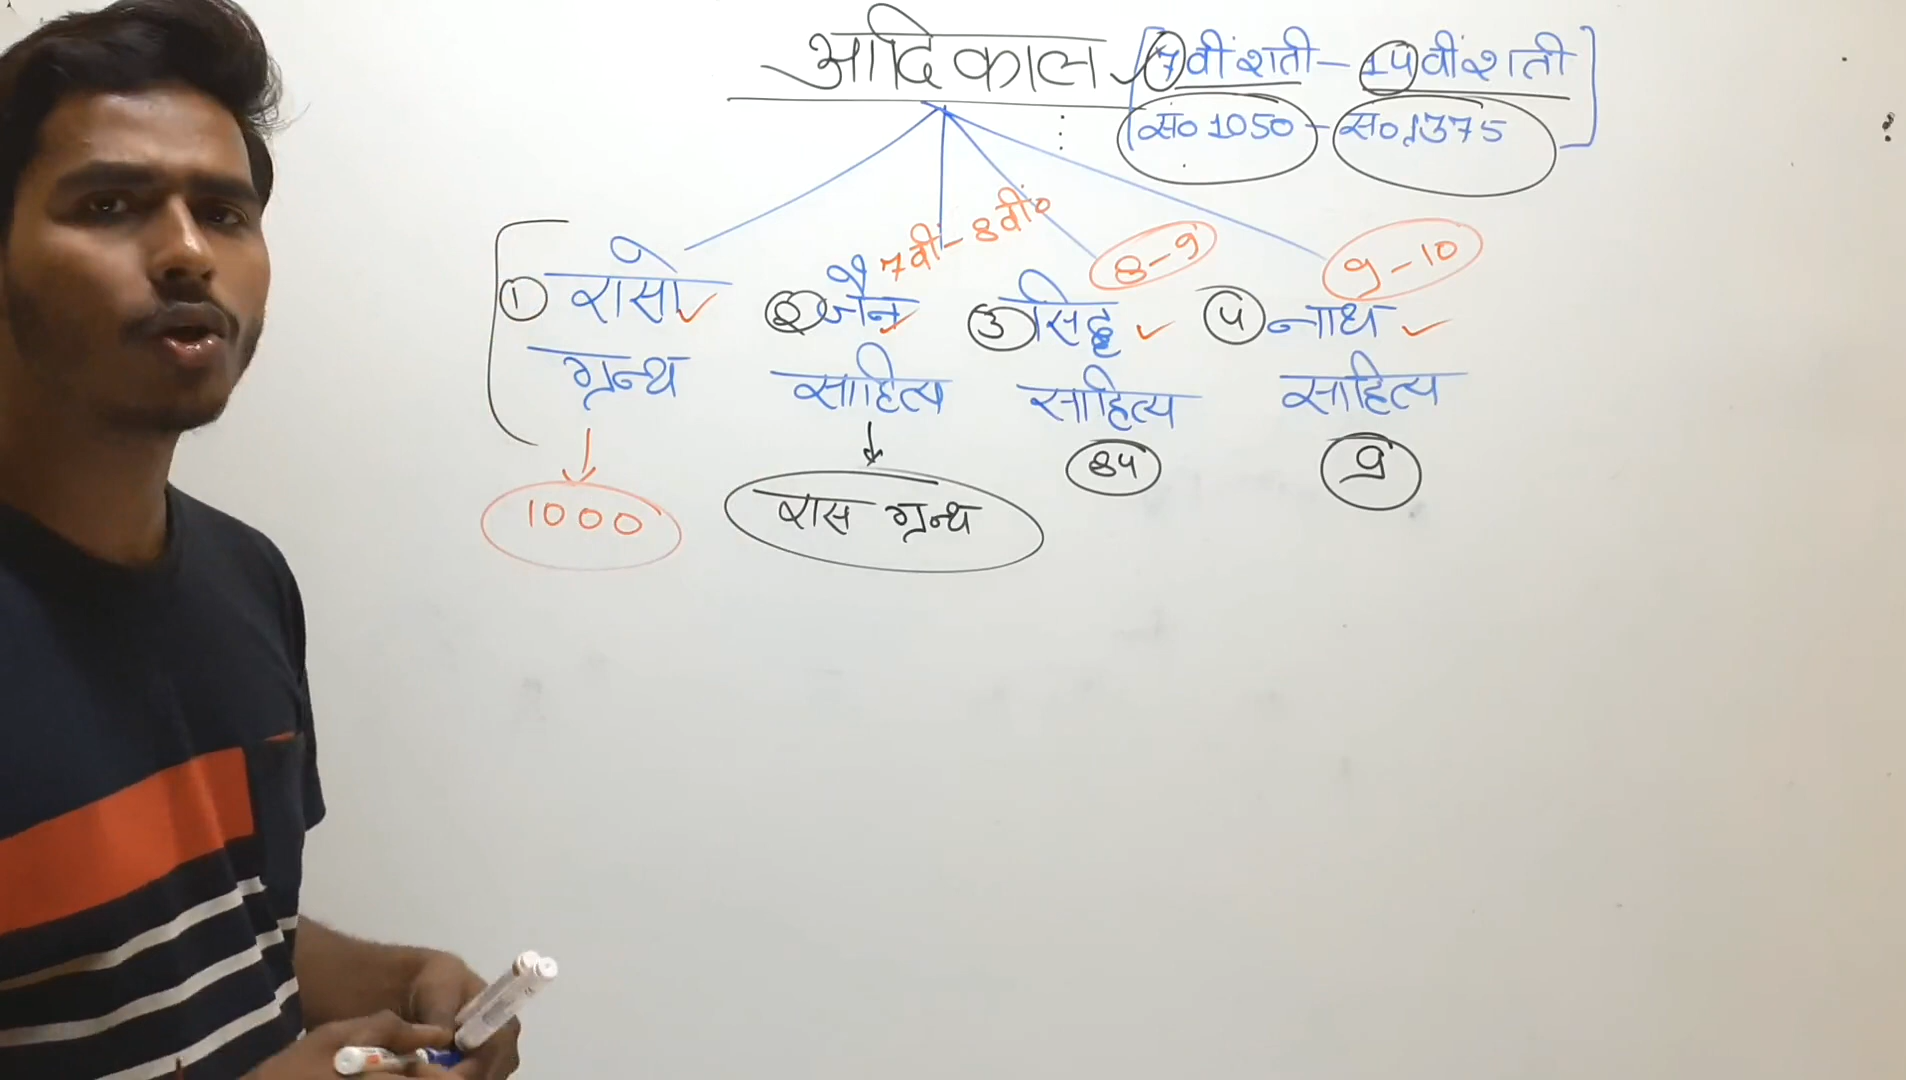 आदिकाल
[7वीं शती - 14वीं शती
सं० 1050 - सं० 1375]
7वी - 8वीं०
8-9
9-10
① रासो
ग्रन्थ
② जैन
साहित्य
③ सिद्ध
साहित्य
④ नाथ
साहित्य
1000
रास ग्रन्थ
84
9